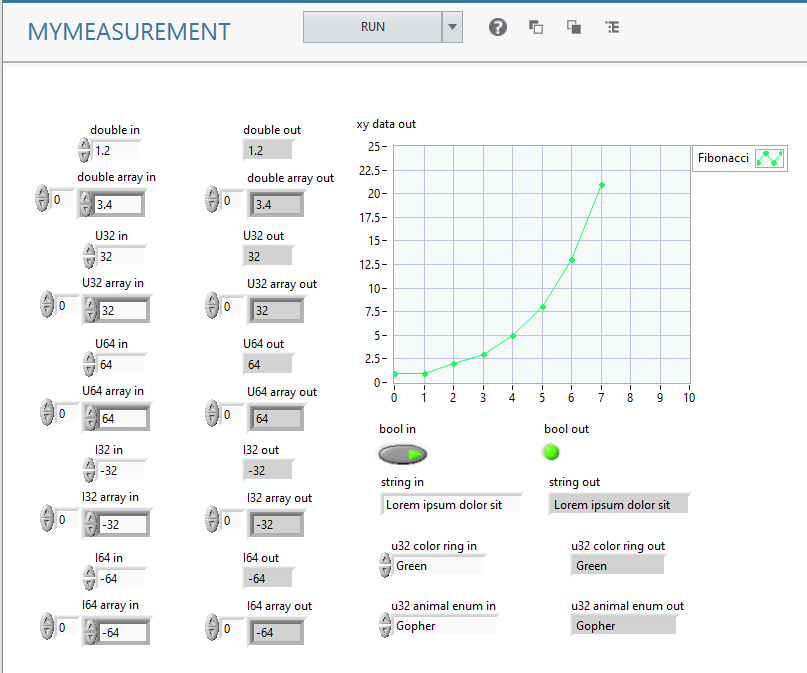 MYMEASUREMENT
RUN
double in
1.2
double out
1.2
double array in
0
3.4
double array out
0
3.4
U32 in
32
U32 out
32
U32 array in
0
32
U32 array out
0
32
U64 in
64
U64 out
64
U64 array in
0
64
U64 array out
0
64
I32 in
-32
I32 out
-32
I32 array in
0
-32
I32 array out
0
-32
I64 in
-64
I64 out
-64
I64 array in
0
-64
I64 array out
0
-64
xy data out
Fibonacci
25
22.5
20
17.5
15
12.5
10
7.5
5
2.5
0
0 1 2 3 4 5 6 7 8 9 10
bool in
bool out
string in
Lorem ipsum dolor sit
string out
Lorem ipsum dolor sit
u32 color ring in
Green
u32 color ring out
Green
u32 animal enum in
Gopher
u32 animal enum out
Gopher